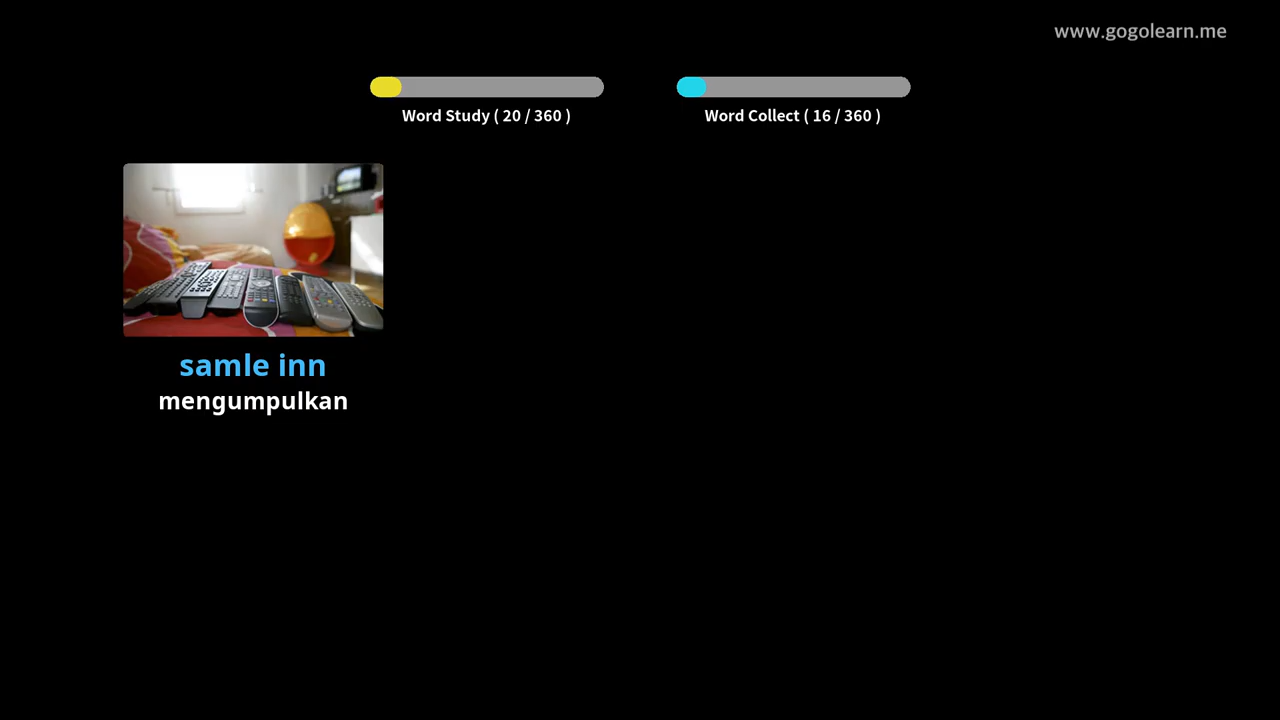 www.gogolearn.me
Word Study ( 20 / 360 )
Word Collect ( 16 / 360 )
samle inn
mengumpulkan